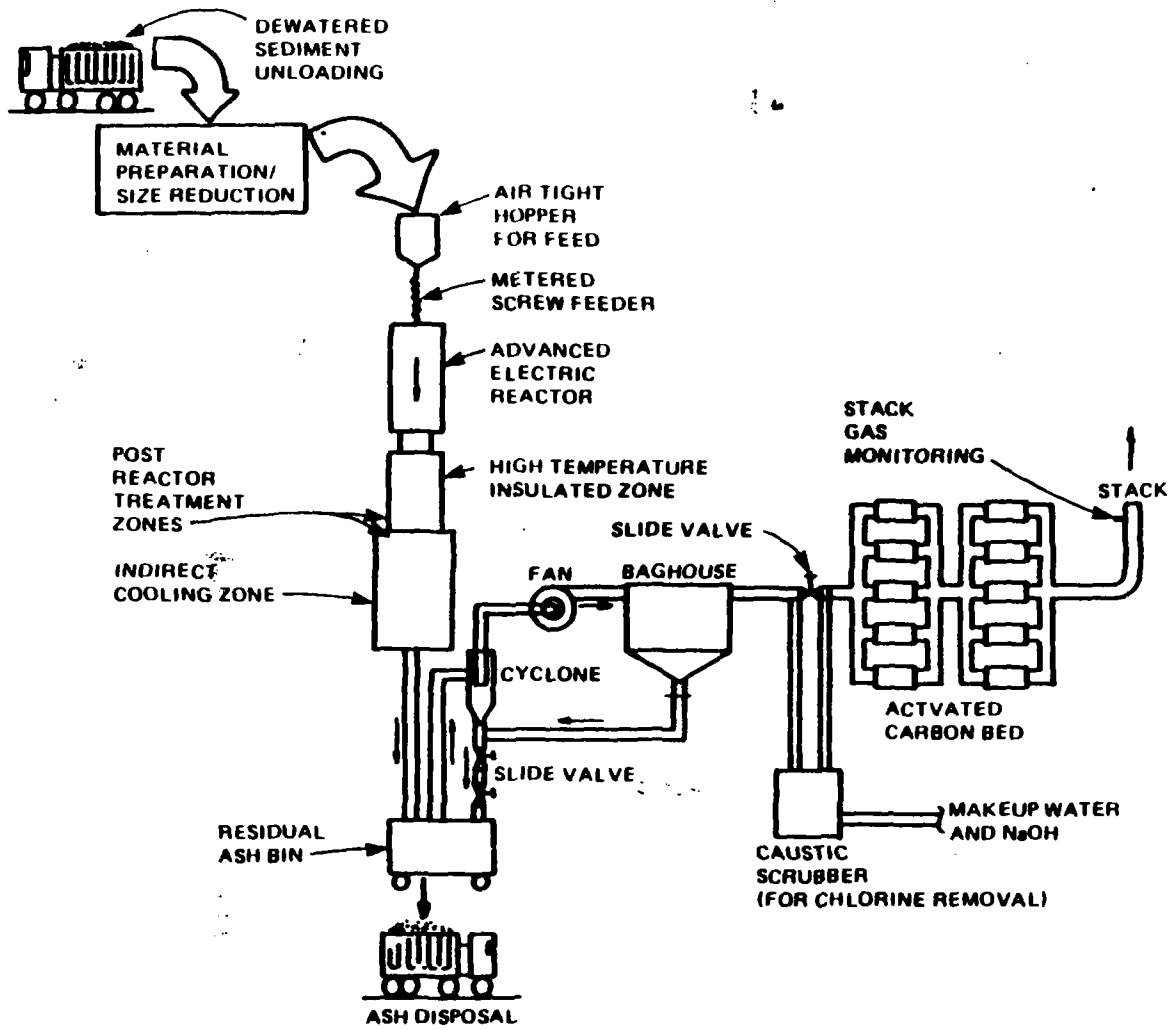 DEWATERED
SEDIMENT
UNLOADING
MATERIAL
PREPARATION/
SIZE REDUCTION
AIR TIGHT
HOPPER
FOR FEED
METERED
SCREW FEEDER
ADVANCED
ELECTRIC
REACTOR
POST
REACTOR
TREATMENT
ZONES
HIGH TEMPERATURE
INSULATED ZONE
INDIRECT
COOLING ZONE
STACK
GAS
MONITORING
STACK
SLIDE VALVE
FAN
BAGHOUSE
CYCLONE
ACTVATED
CARBON BED
SLIDE VALVE
RESIDUAL
ASH BIN
MAKEUP WATER
AND NaOH
CAUSTIC
SCRUBBER
(FOR CHLORINE REMOVAL)
ASH DISPOSAL